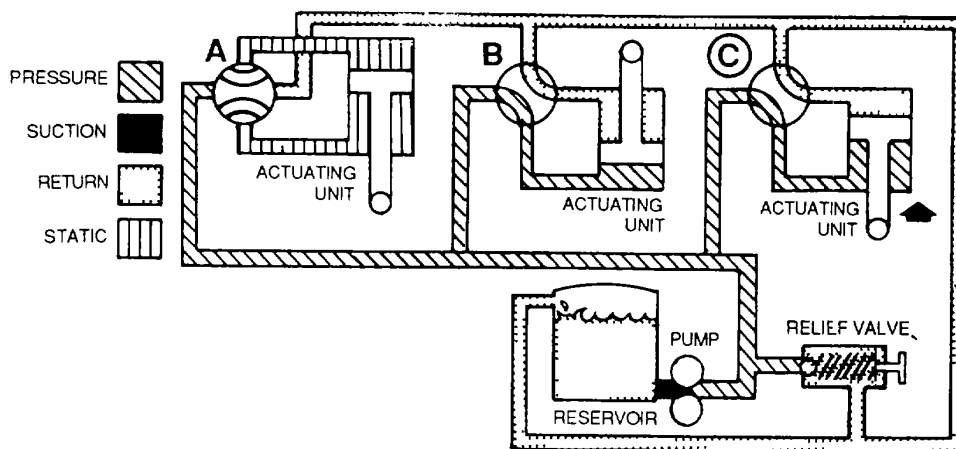 PRESSURE
SUCTION
RETURN
STATIC
A
B
C
ACTUATING
UNIT
ACTUATING
UNIT
ACTUATING
UNIT
PUMP
RELIEF VALVE
RESERVOIR